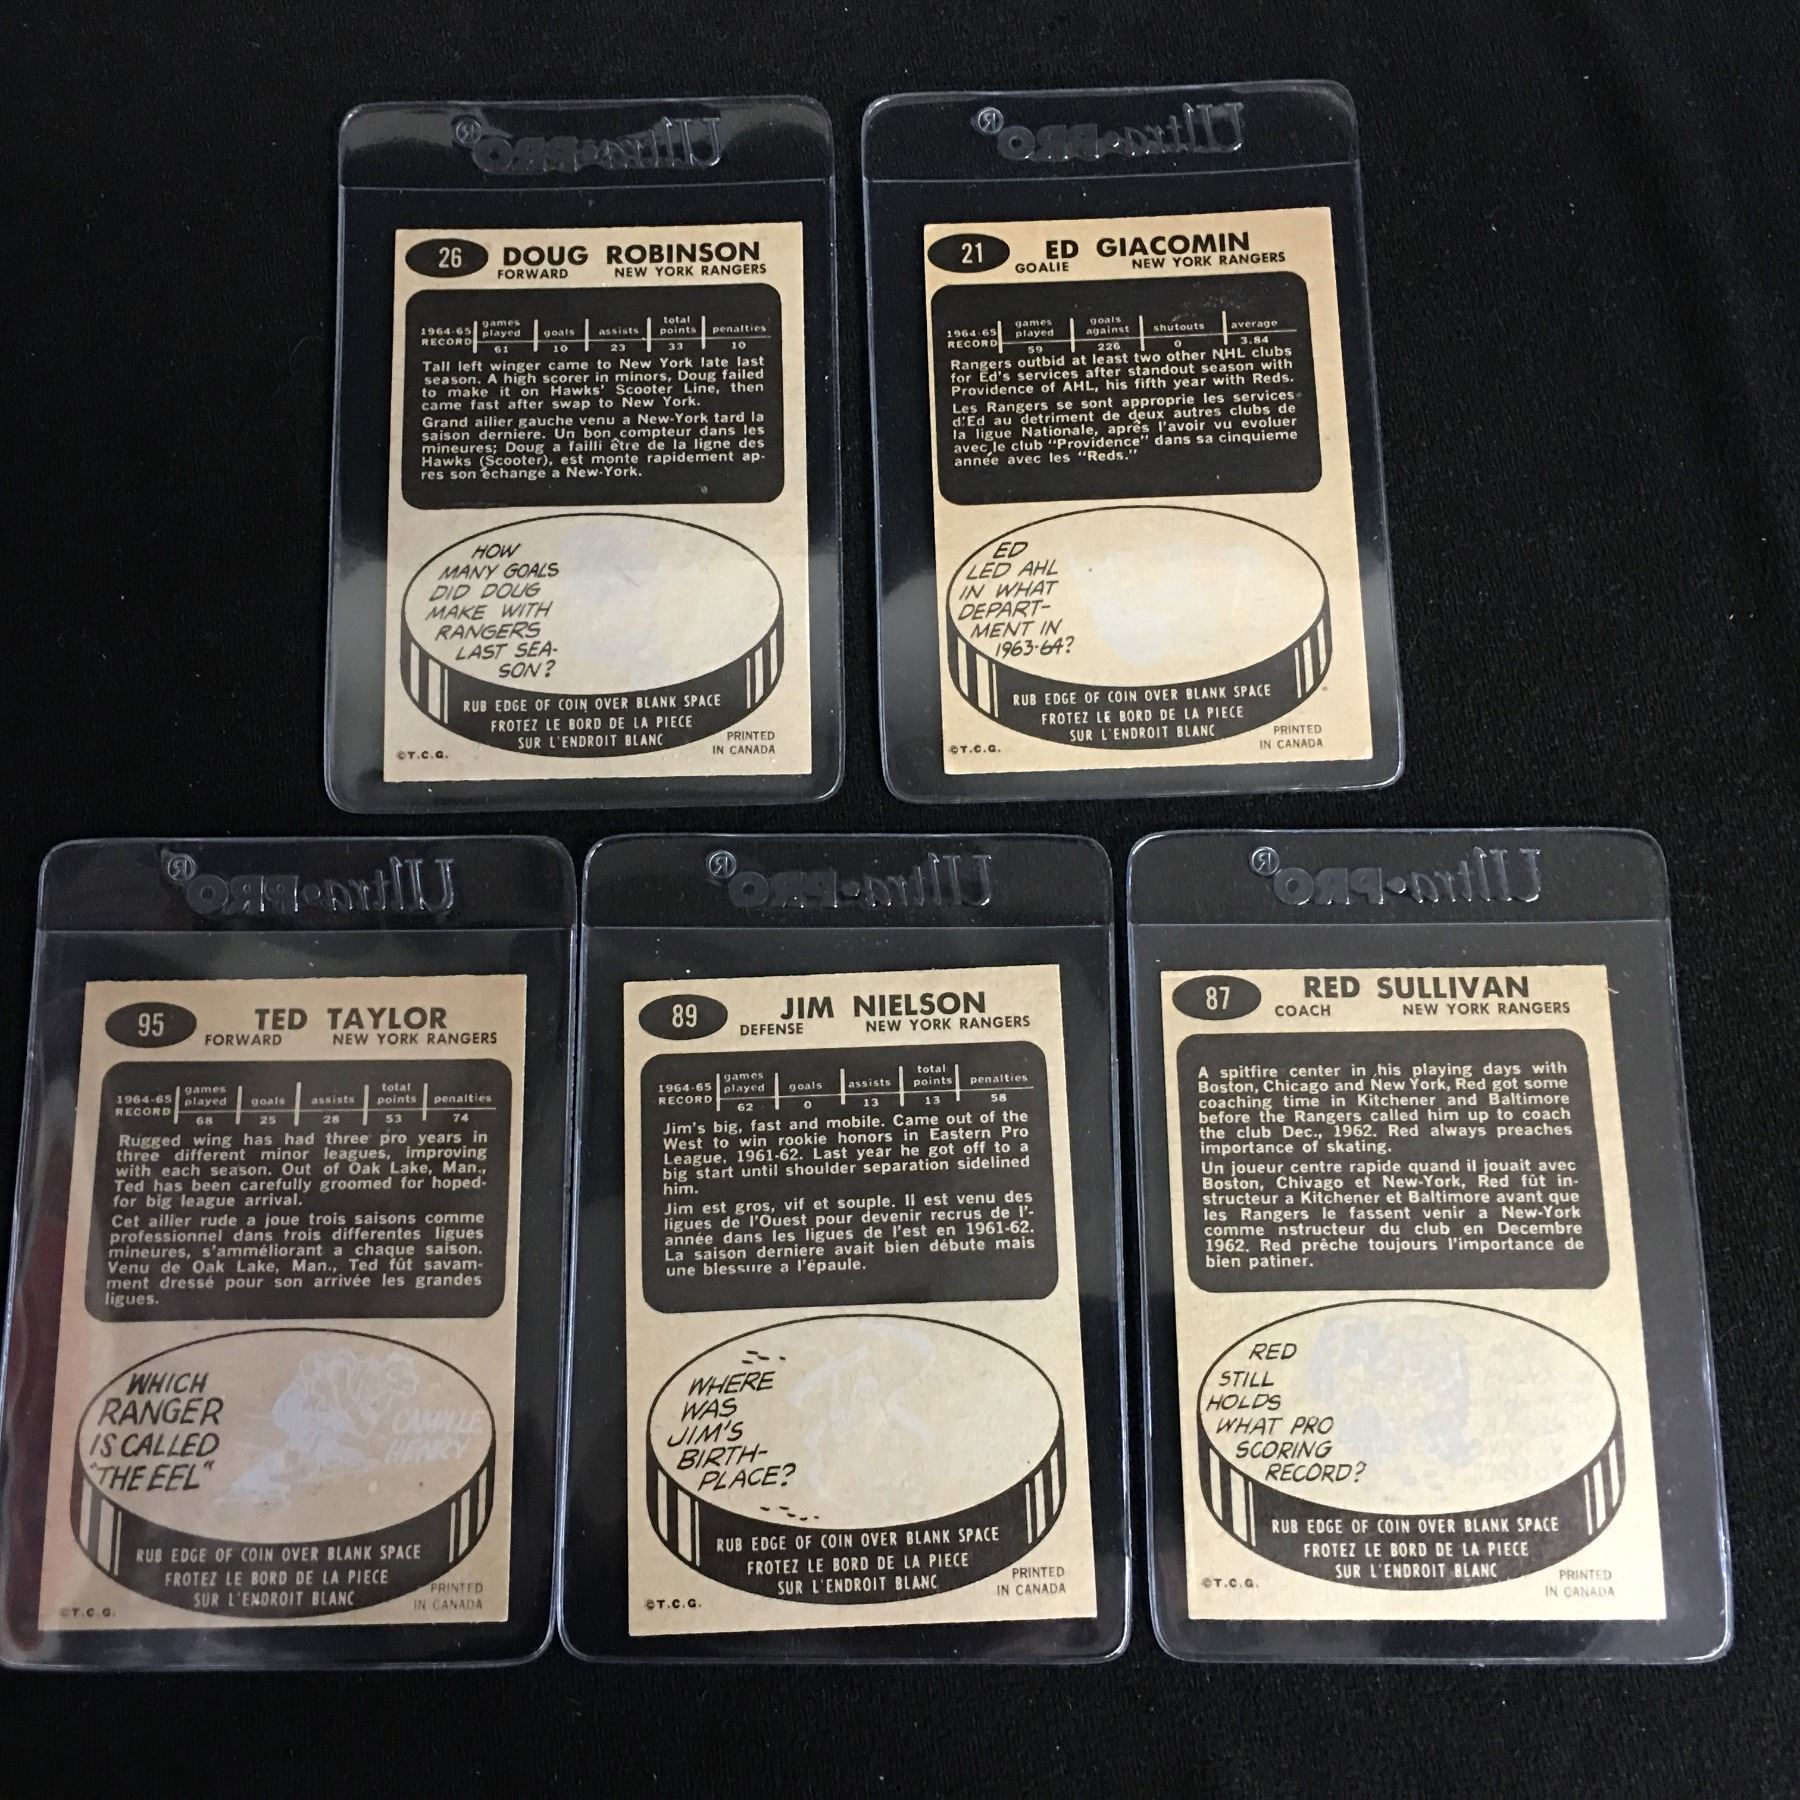 Ultra•PRO®
26 DOUG ROBINSON
FORWARD NEW YORK RANGERS
1964-65 RECORD games played goals assists total points penalties
61 10 23 33 10
Tall left winger came to New York late last
season. A high scorer in minors, Doug failed
to make it on Hawks' Scooter Line, then
came fast after swap to New York.
Grand ailier gauche venu a New-York tard la
saison derniere. Un bon compteur dans les
mineures; Doug a failli être de la ligne des
Hawks (Scooter), est monte rapidement ap-
res son échange a New-York.
HOW
MANY GOALS
DID DOUG
MAKE WITH
RANGERS
LAST SEA-
SON?
RUB EDGE OF COIN OVER BLANK SPACE
FROTEZ LE BORD DE LA PIECE
SUR L'ENDROIT BLANC
©T.C.G.
PRINTED
IN CANADA
Ultra•PRO®
21 ED GIACOMIN
GOALIE NEW YORK RANGERS
1964-65 RECORD games played goals against shutouts average
59 226 0 3.84
Rangers outbid at least two other NHL clubs
for Ed's services after standout season with
Providence of AHL, his fifth year with Reds.
Les Rangers se sont approprie les services
d'Ed au detriment de deux autres clubs de
la ligue Nationale, après l'avoir vu evoluer
avec le club "Providence" dans sa cinquieme
année avec les "Reds."
ED
LED AHL
IN WHAT
DEPART-
MENT IN
1963-64?
RUB EDGE OF COIN OVER BLANK SPACE
FROTEZ LE BORD DE LA PIECE
SUR L'ENDROIT BLANC
©T.C.G.
PRINTED
IN CANADA
Ultra•PRO®
95 TED TAYLOR
FORWARD NEW YORK RANGERS
1964-65 RECORD games played goals assists total points penalties
68 25 28 53 74
Rugged wing has had three pro years in
three different minor leagues, improving
with each season. Out of Oak Lake, Man.,
Ted has been carefully groomed for hoped-
for big league arrival.
Cet ailier rude a joue trois saisons comme
professionnel dans trois differentes ligues
mineures, s'amméliorant a chaque saison.
Venu de Oak Lake, Man., Ted fût savam-
ment dressé pour son arrivée les grandes
ligues.
WHICH
RANGER
IS CALLED
"THE EEL"
CAMILLE
HENRY
RUB EDGE OF COIN OVER BLANK SPACE
FROTEZ LE BORD DE LA PIECE
SUR L'ENDROIT BLANC
©T.C.G.
PRINTED
IN CANADA
Ultra•PRO®
89 JIM NIELSON
DEFENSE NEW YORK RANGERS
1964-65 RECORD games played goals assists total points penalties
62 0 13 13 58
Jim's big, fast and mobile. Came out of the
West to win rookie honors in Eastern Pro
League, 1961-62. Last year he got off to a
big start until shoulder separation sidelined
him.
Jim est gros, vif et souple. Il est venu des
ligues de l'Ouest pour devenir recrus de l'-
année dans les ligues de l'est en 1961-62.
La saison derniere avait bien débute mais
une blessure a l'épaule.
WHERE
WAS
JIM'S
BIRTH-
PLACE?
RUB EDGE OF COIN OVER BLANK SPACE
FROTEZ LE BORD DE LA PIECE
SUR L'ENDROIT BLANC
©T.C.G.
PRINTED
IN CANADA
Ultra•PRO®
87 RED SULLIVAN
COACH NEW YORK RANGERS
A spitfire center in his playing days with
Boston, Chicago and New York, Red got some
coaching time in Kitchener and Baltimore
before the Rangers called him up to coach
the club Dec., 1962. Red always preaches
importance of skating.
Un joueur centre rapide quand il jouait avec
Boston, Chivago et New-York, Red fût in-
structeur a Kitchener et Baltimore avant que
les Rangers le fassent venir a New-York
comme nstructeur du club en Decembre
1962. Red prêche toujours l'importance de
bien patiner.
RED
STILL
HOLDS
WHAT PRO
SCORING
RECORD?
RUB EDGE OF COIN OVER BLANK SPACE
FROTEZ LE BORD DE LA PIECE
SUR L'ENDROIT BLANC
©T.C.G.
PRINTED
IN CANADA